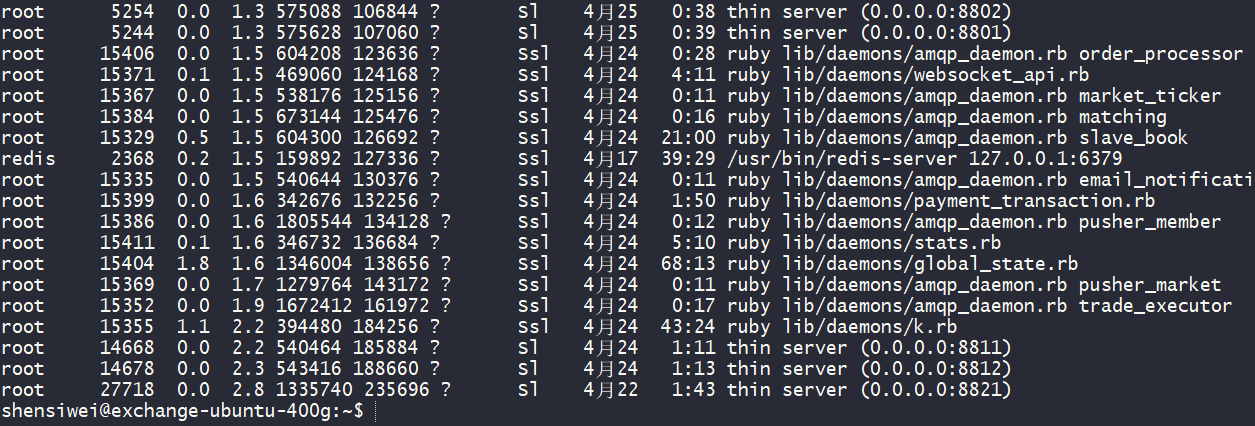 root 5254 0.0 1.3 575088 106844 ? Sl 4月25 0:38 thin server (0.0.0.0:8802)
root 5244 0.0 1.3 575628 107060 ? Sl 4月25 0:39 thin server (0.0.0.0:8801)
root 15406 0.0 1.5 604208 123636 ? Ssl 4月24 0:28 ruby lib/daemons/amqp_daemon.rb order_processor
root 15371 0.1 1.5 469060 124168 ? Ssl 4月24 4:11 ruby lib/daemons/websocket_api.rb
root 15367 0.0 1.5 538176 125156 ? Ssl 4月24 0:11 ruby lib/daemons/amqp_daemon.rb market_ticker
root 15384 0.0 1.5 673144 125476 ? Ssl 4月24 0:16 ruby lib/daemons/amqp_daemon.rb matching
root 15329 0.5 1.5 604300 126692 ? Ssl 4月24 21:00 ruby lib/daemons/amqp_daemon.rb slave_book
redis 2368 0.2 1.5 159892 127336 ? Ssl 4月17 39:29 /usr/bin/redis-server 127.0.0.1:6379
root 15335 0.0 1.5 540644 130376 ? Ssl 4月24 0:11 ruby lib/daemons/amqp_daemon.rb email_notificati
root 15399 0.0 1.6 342676 132256 ? Ssl 4月24 1:50 ruby lib/daemons/payment_transaction.rb
root 15386 0.0 1.6 1805544 134128 ? Ssl 4月24 0:12 ruby lib/daemons/amqp_daemon.rb pusher_member
root 15411 0.1 1.6 346732 136684 ? Ssl 4月24 5:10 ruby lib/daemons/stats.rb
root 15404 1.8 1.6 1346004 138656 ? Ssl 4月24 68:13 ruby lib/daemons/global_state.rb
root 15369 0.0 1.7 1279764 143172 ? Ssl 4月24 0:11 ruby lib/daemons/amqp_daemon.rb pusher_market
root 15352 0.0 1.9 1672412 161972 ? Ssl 4月24 0:17 ruby lib/daemons/amqp_daemon.rb trade_executor
root 15355 1.1 2.2 394480 184256 ? Ssl 4月24 43:24 ruby lib/daemons/k.rb
root 14668 0.0 2.2 540464 185884 ? Sl 4月24 1:11 thin server (0.0.0.0:8811)
root 14678 0.0 2.3 543416 188660 ? Sl 4月24 1:13 thin server (0.0.0.0:8812)
root 27718 0.0 2.8 1335740 235696 ? Sl 4月22 1:43 thin server (0.0.0.0:8821)
shensiwei@exchange-ubuntu-400g:~$